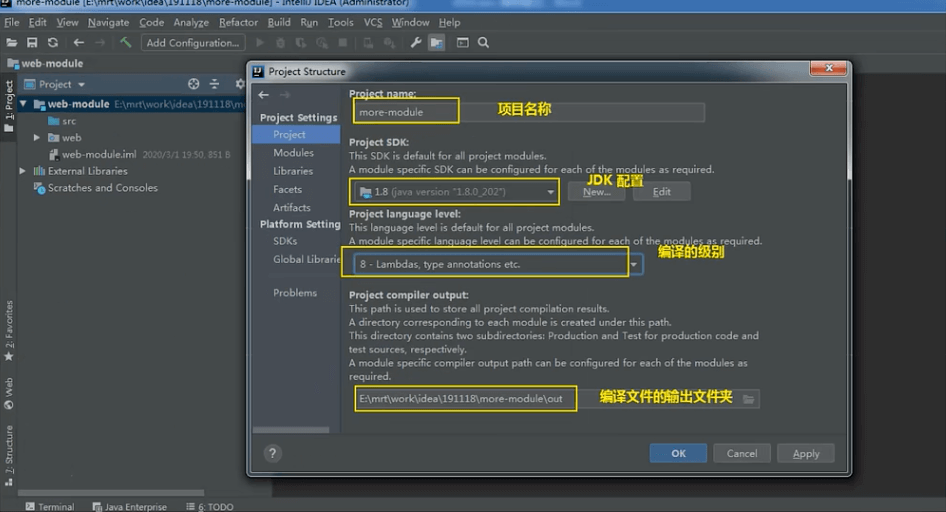 more-module [E:\mrt\work\idea\191118\more-module] - IntelliJ IDEA (Administrator)
File Edit View Navigate Code Analyze Refactor Build Run Tools VCS Window Help
Add Configuration...
web-module
1: Project
Project
web-module E:\mrt\work\idea\191118\m
src
web
web-module.iml 2020/3/1 19:50, 851 B
External Libraries
Scratches and Consoles
2: Favorites
Web
7: Structure
Project Structure
Project Settings
Project
Modules
Libraries
Facets
Artifacts
Platform Setting
SDKs
Global Librarie
Problems
Project name:
more-module
项目名称
Project SDK:
This SDK is default for all project modules.
A module specific SDK can be configured for each of the modules as required.
1.8 (java version "1.8.0_202")
New...
JDK 配置
Edit
Project language level:
This language level is default for all project modules.
A module specific language level can be configured for each of the modules as required.
编译的级别
8 - Lambdas, type annotations etc.
Project compiler output:
This path is used to store all project compilation results.
A directory corresponding to each module is created under this path.
This directory contains two subdirectories: Production and Test for production code and
test sources, respectively.
A module specific compiler output path can be configured for each of the modules as
required.
E:\mrt\work\idea\191118\more-module\out
编译文件的输出文件夹
?
OK
Cancel
Apply
Terminal
Java Enterprise
6: TODO